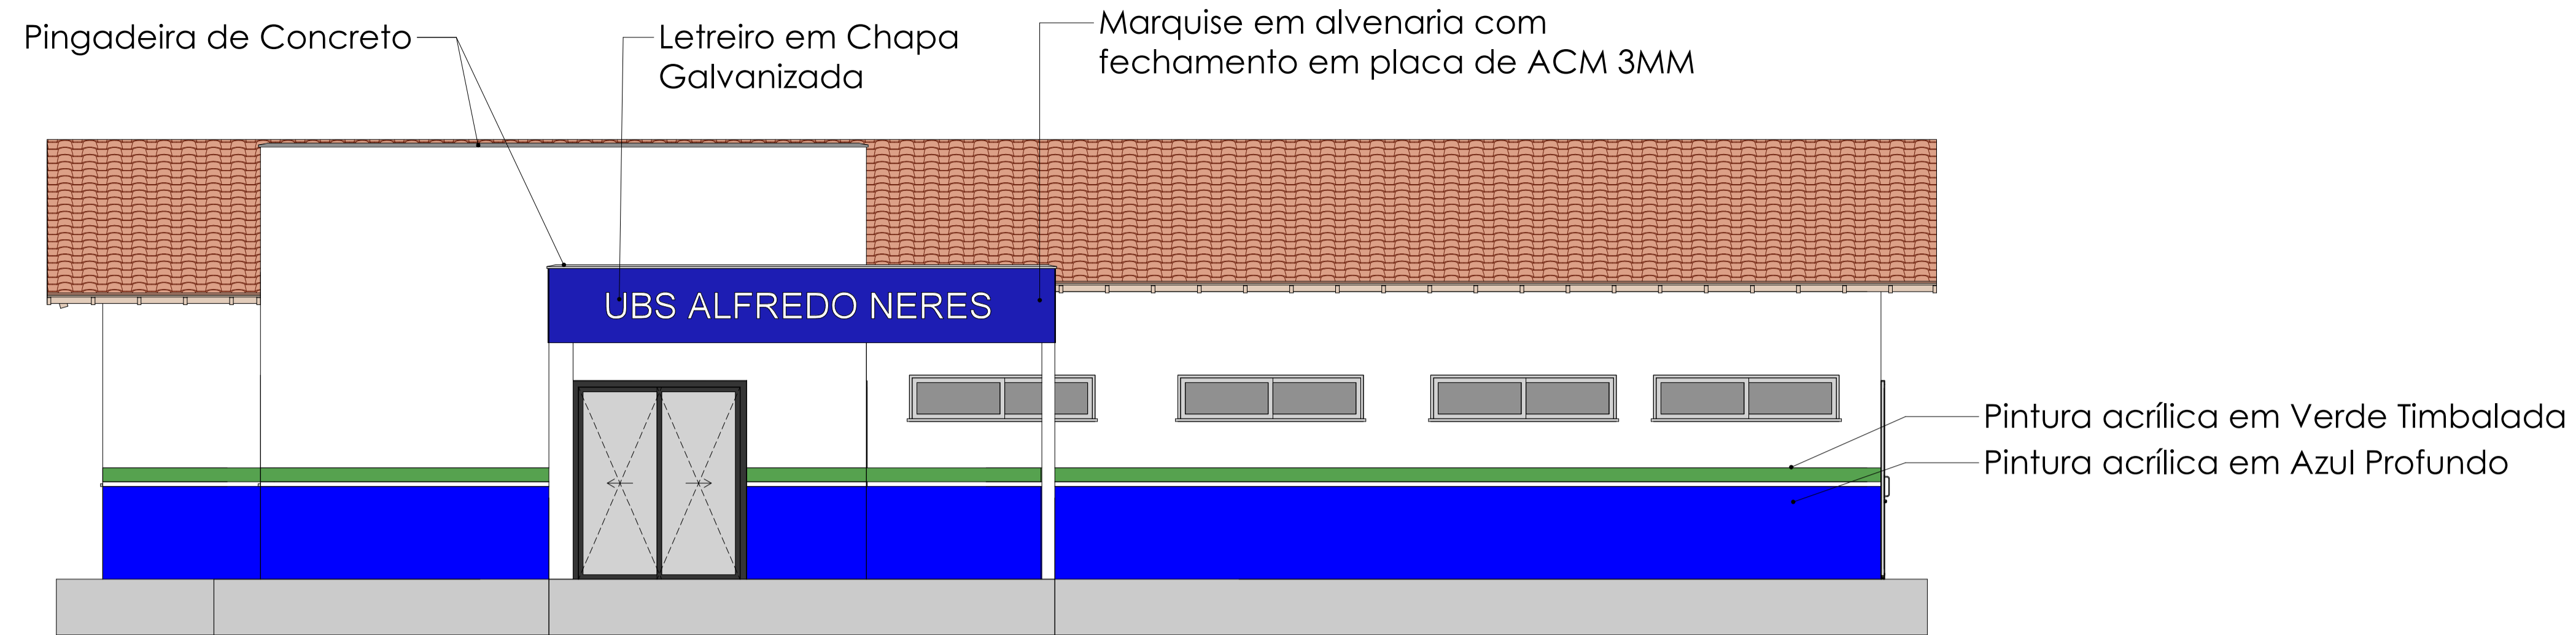 Pingadeira de Concreto
Letreiro em Chapa
Galvanizada
Marquise em alvenaria com
fechamento em placa de ACM 3MM
UBS ALFREDO NERES
Pintura acrílica em Verde Timbalada
Pintura acrílica em Azul Profundo